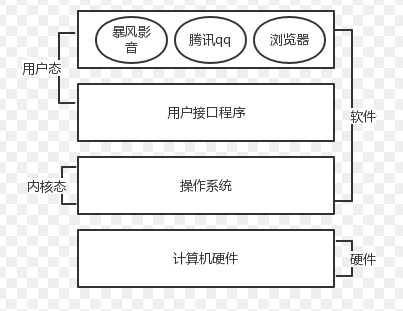 暴风影
音
腾讯qq
浏览器
用户态
用户接口程序
软件
操作系统
内核态
计算机硬件
硬件